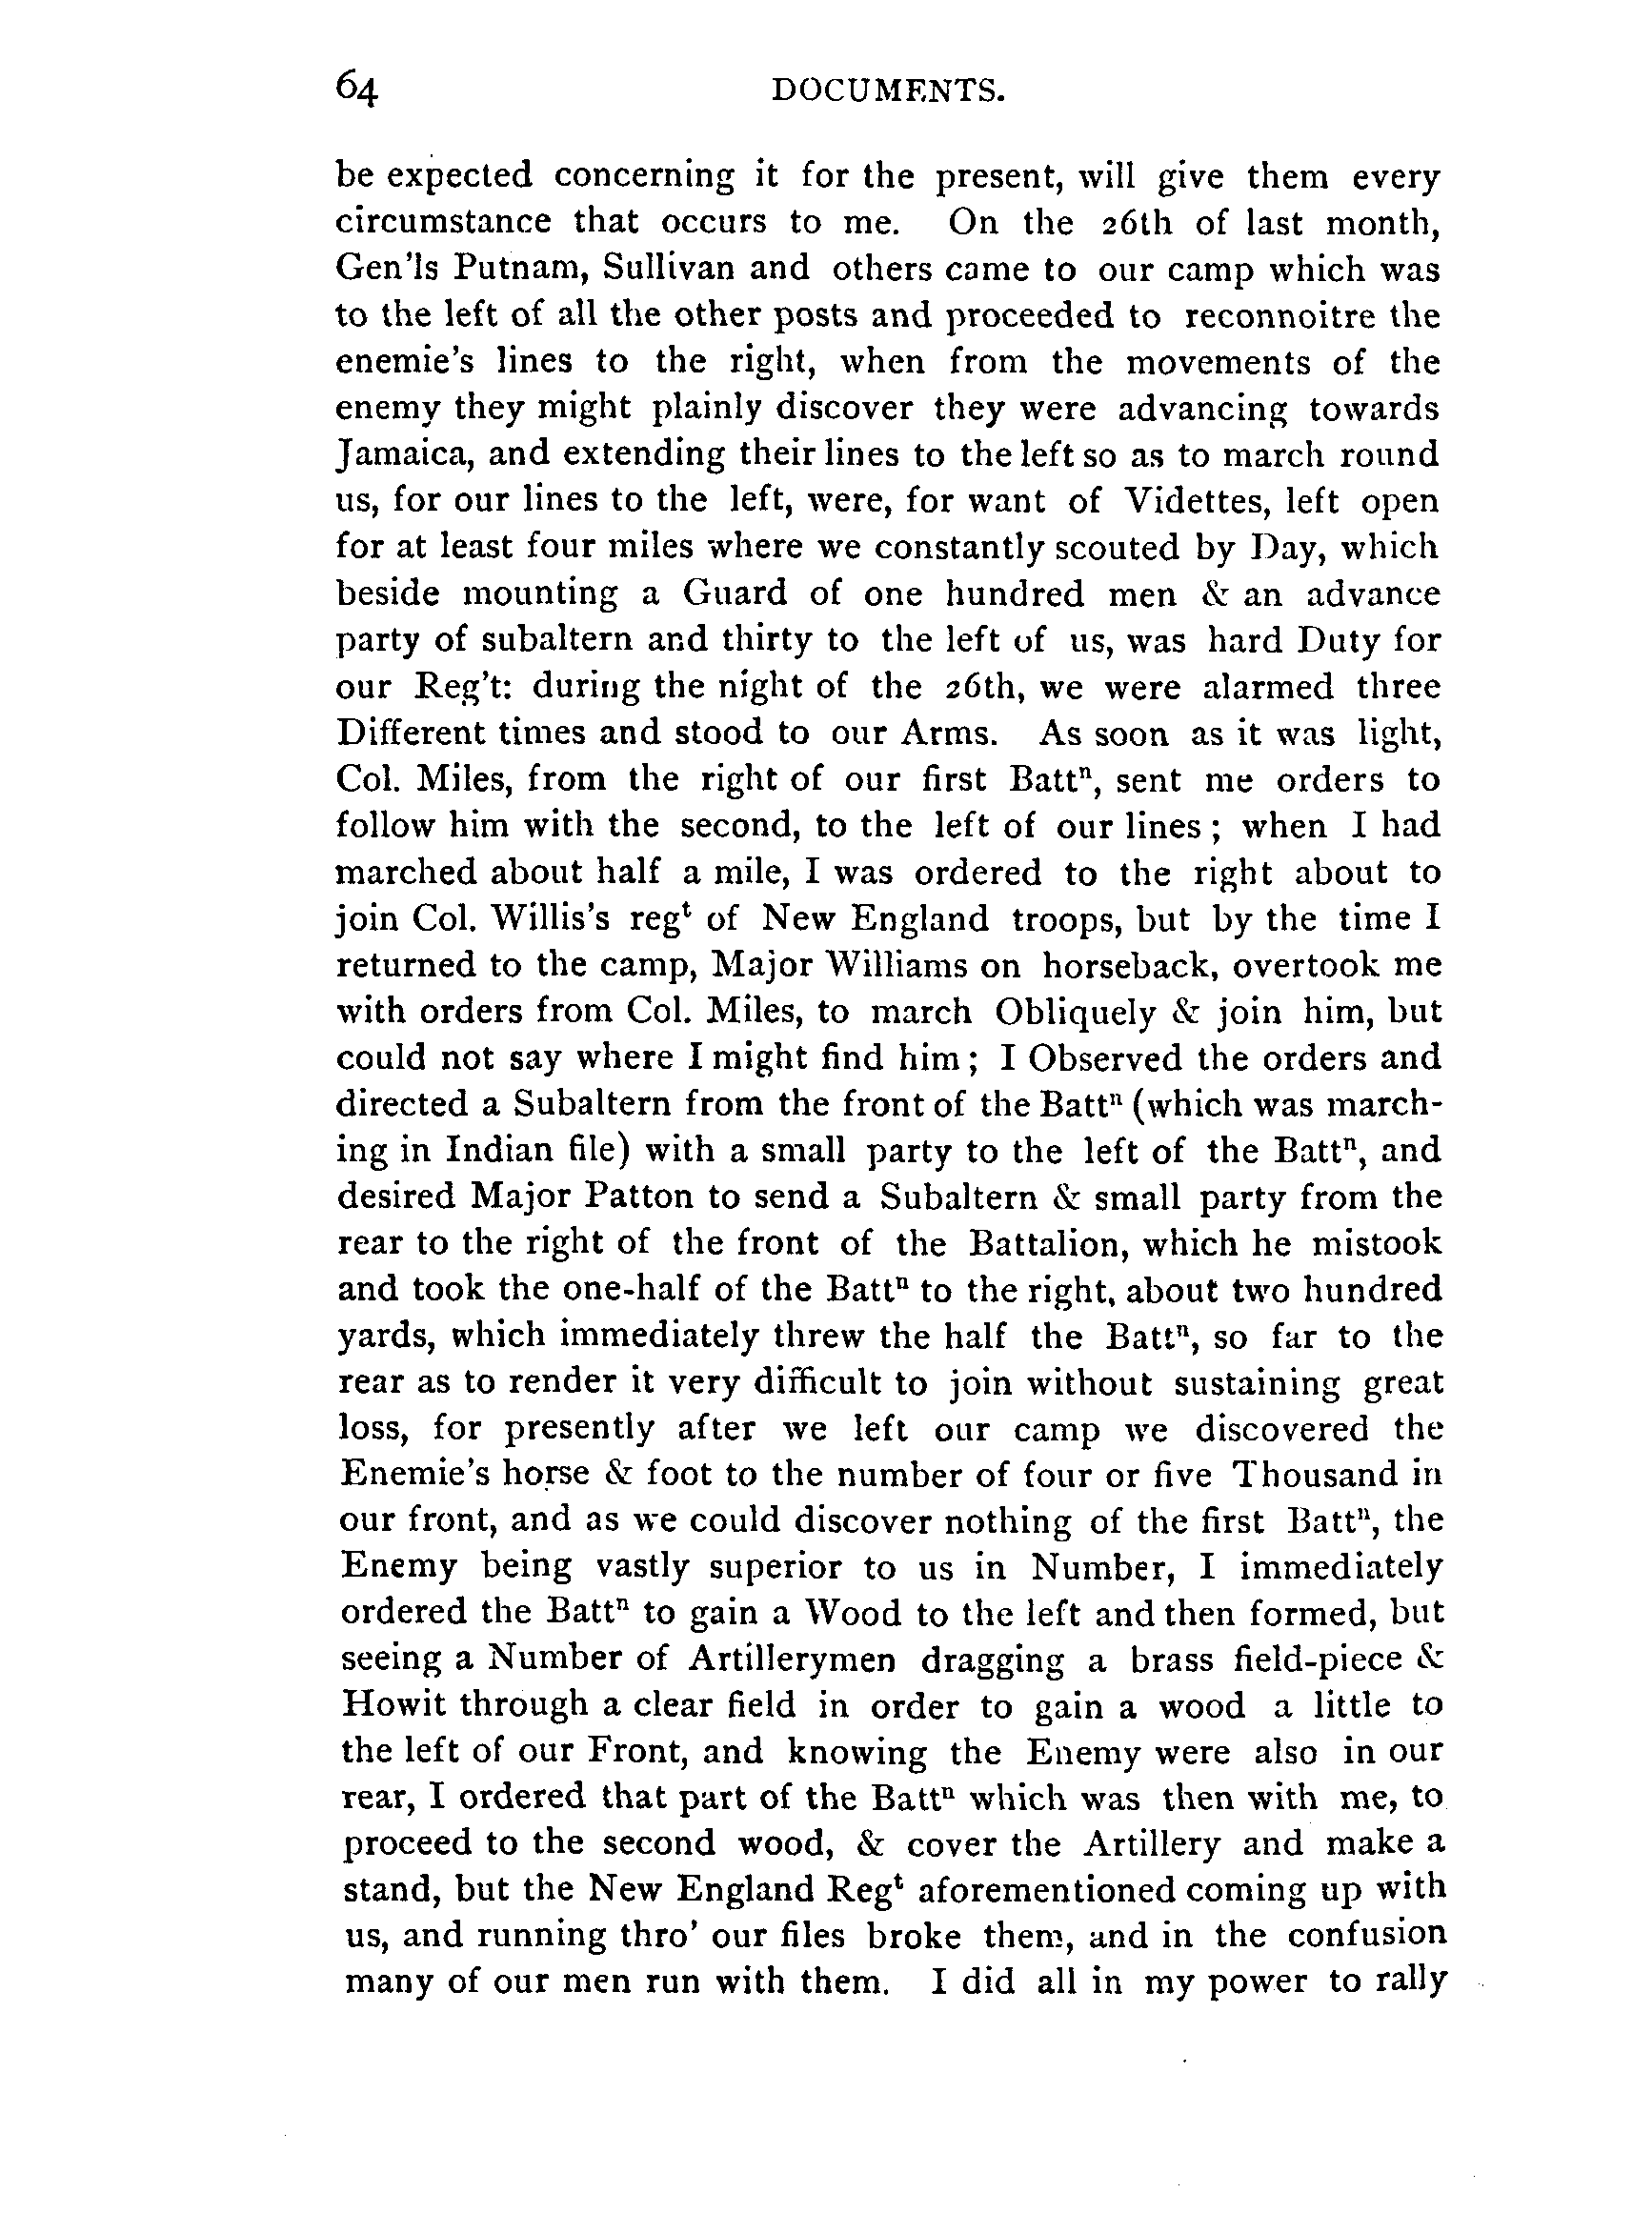 64 DOCUMENTS.
be expected concerning it for the present, will give them every
circumstance that occurs to me. On the 26th of last month,
Gen'ls Putnam, Sullivan and others came to our camp which was
to the left of all the other posts and proceeded to reconnoitre the
enemie's lines to the right, when from the movements of the
enemy they might plainly discover they were advancing towards
Jamaica, and extending their lines to the left so as to march round
us, for our lines to the left, were, for want of Videttes, left open
for at least four miles where we constantly scouted by Day, which
beside mounting a Guard of one hundred men & an advance
party of subaltern and thirty to the left of us, was hard Duty for
our Reg't: during the night of the 26th, we were alarmed three
Different times and stood to our Arms. As soon as it was light,
Col. Miles, from the right of our first Battⁿ, sent me orders to
follow him with the second, to the left of our lines; when I had
marched about half a mile, I was ordered to the right about to
join Col. Willis's regᵗ of New England troops, but by the time I
returned to the camp, Major Williams on horseback, overtook me
with orders from Col. Miles, to march Obliquely & join him, but
could not say where I might find him; I Observed the orders and
directed a Subaltern from the front of the Battⁿ (which was march-
ing in Indian file) with a small party to the left of the Battⁿ, and
desired Major Patton to send a Subaltern & small party from the
rear to the right of the front of the Battalion, which he mistook
and took the one-half of the Battⁿ to the right, about two hundred
yards, which immediately threw the half the Battⁿ, so far to the
rear as to render it very difficult to join without sustaining great
loss, for presently after we left our camp we discovered the
Enemie's horse & foot to the number of four or five Thousand in
our front, and as we could discover nothing of the first Battⁿ, the
Enemy being vastly superior to us in Number, I immediately
ordered the Battⁿ to gain a Wood to the left and then formed, but
seeing a Number of Artillerymen dragging a brass field-piece &
Howit through a clear field in order to gain a wood a little to
the left of our Front, and knowing the Enemy were also in our
rear, I ordered that part of the Battⁿ which was then with me, to
proceed to the second wood, & cover the Artillery and make a
stand, but the New England Regᵗ aforementioned coming up with
us, and running thro' our files broke them, and in the confusion
many of our men run with them. I did all in my power to rally